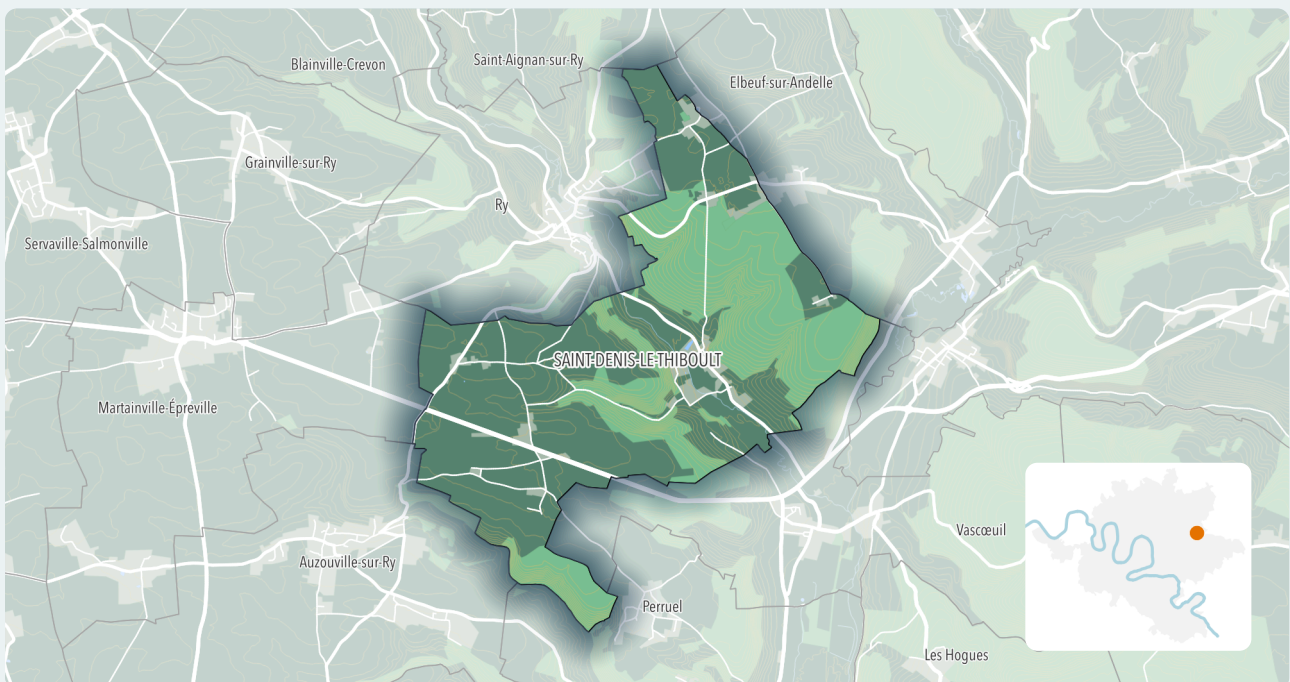 Saint-Aignan-sur-Ry
Blainville-Crevon
Elbeuf-sur-Andelle
Grainville-sur-Ry
Ry
Servaville-Salmonville
SAINT-DENIS-LE-THIBOULT
Martainville-Épreville
Vascœuil
Auzouville-sur-Ry
Perruel
Les Hogues